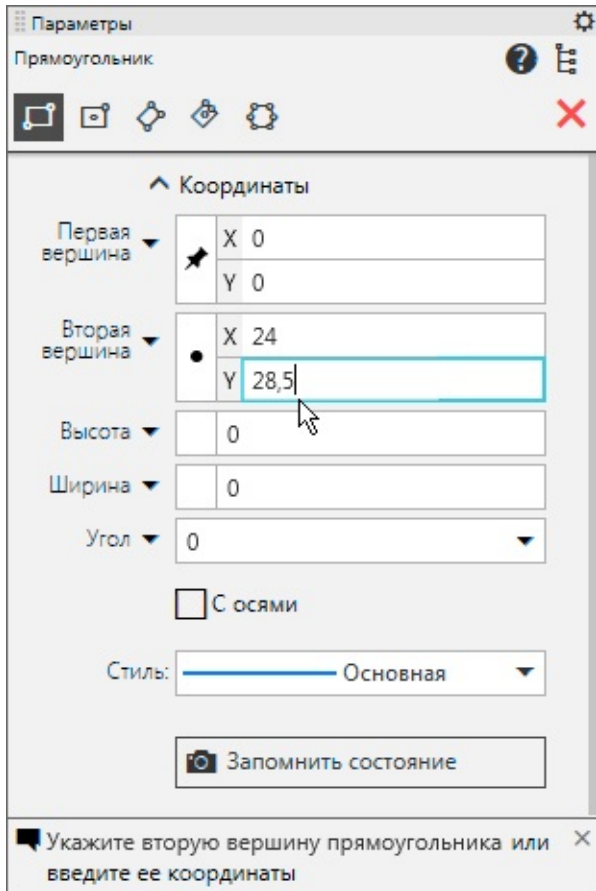 Параметры
Прямоугольник
?
Координаты
Первая вершина
X 0
Y 0
Вторая вершина
X 24
Y 28,5
Высота
0
Ширина
0
Угол
0
С осями
Стиль:
Основная
Запомнить состояние
Укажите вторую вершину прямоугольника или
введите ее координаты